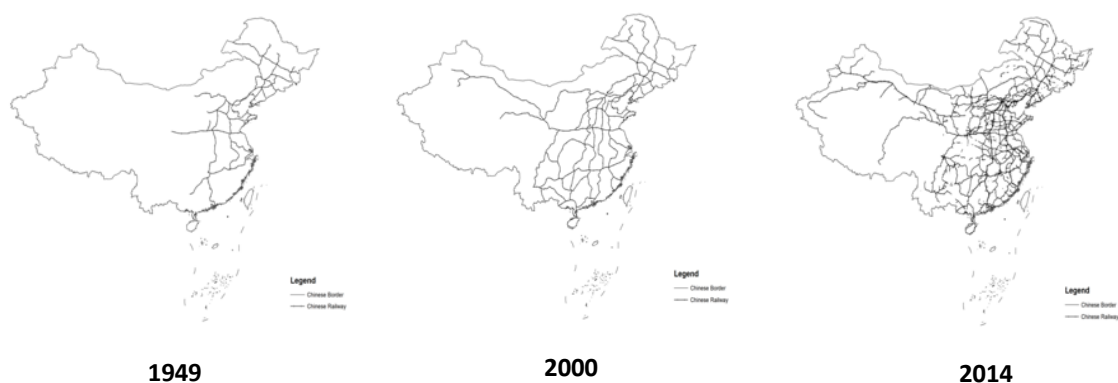 Legend
Chinese Border
Chinese Railway
Legend
Chinese Border
Chinese Railway
Legend
Chinese Border
Chinese Railway
1949
2000
2014